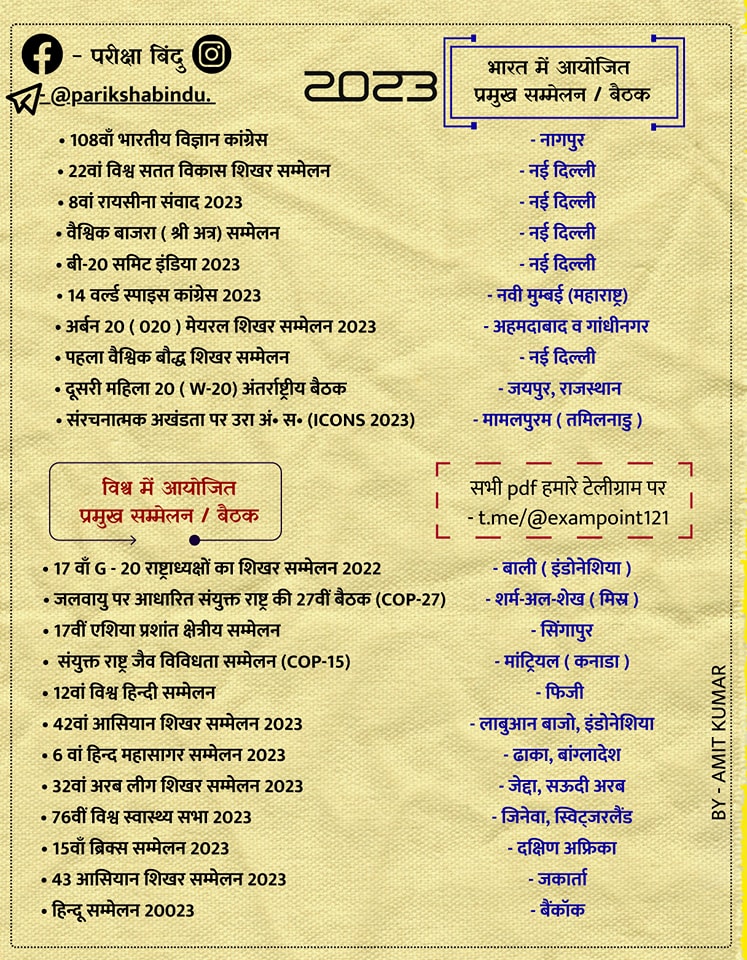 - परीक्षा बिंदु
- @parikshabindu.
2023
भारत में आयोजित
प्रमुख सम्मेलन / बैठक
• 108वाँ भारतीय विज्ञान कांग्रेस - नागपुर
• 22वां विश्व सतत विकास शिखर सम्मेलन - नई दिल्ली
• 8वां रायसीना संवाद 2023 - नई दिल्ली
• वैश्विक बाजरा ( श्री अत्र) सम्मेलन - नई दिल्ली
• बी-20 समिट इंडिया 2023 - नई दिल्ली
• 14 वर्ल्ड स्पाइस कांग्रेस 2023 - नवी मुम्बई (महाराष्ट्र)
• अर्बन 20 ( 020 ) मेयरल शिखर सम्मेलन 2023 - अहमदाबाद व गांधीनगर
• पहला वैश्विक बौद्ध शिखर सम्मेलन - नई दिल्ली
• दूसरी महिला 20 ( W-20) अंतर्राष्ट्रीय बैठक - जयपुर, राजस्थान
• संरचनात्मक अखंडता पर उरा अं• स• (ICONS 2023) - मामलपुरम ( तमिलनाडु )
विश्व में आयोजित
प्रमुख सम्मेलन / बैठक
सभी pdf हमारे टेलीग्राम पर
- t.me/@exampoint121
• 17 वाँ G - 20 राष्ट्राध्यक्षों का शिखर सम्मेलन 2022 - बाली ( इंडोनेशिया )
• जलवायु पर आधारित संयुक्त राष्ट्र की 27वीं बैठक (COP-27) - शर्म-अल-शेख ( मिस्र )
• 17वीं एशिया प्रशांत क्षेत्रीय सम्मेलन - सिंगापुर
• संयुक्त राष्ट्र जैव विविधता सम्मेलन (COP-15) - मांट्रियल ( कनाडा )
• 12वां विश्व हिन्दी सम्मेलन - फिजी
• 42वां आसियान शिखर सम्मेलन 2023 - लाबुआन बाजो, इंडोनेशिया
• 6 वां हिन्द महासागर सम्मेलन 2023 - ढाका, बांग्लादेश
• 32वां अरब लीग शिखर सम्मेलन 2023 - जेद्दा, सऊदी अरब
• 76वीं विश्व स्वास्थ्य सभा 2023 - जिनेवा, स्विट्जरलैंड
• 15वाँ ब्रिक्स सम्मेलन 2023 - दक्षिण अफ्रिका
• 43 आसियान शिखर सम्मेलन 2023 - जकार्ता
• हिन्दू सम्मेलन 20023 - बैंकॉक
BY - AMIT KUMAR